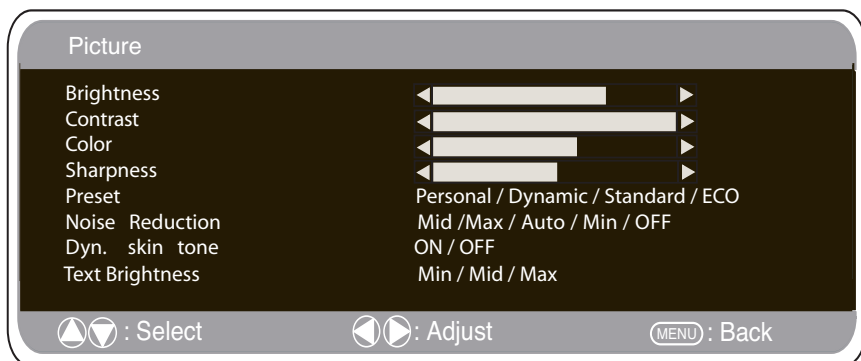 Picture
Brightness
Contrast
Color
Sharpness
Preset Personal / Dynamic / Standard / ECO
Noise Reduction Mid /Max / Auto / Min / OFF
Dyn. skin tone ON / OFF
Text Brightness Min / Mid / Max
: Select : Adjust MENU : Back